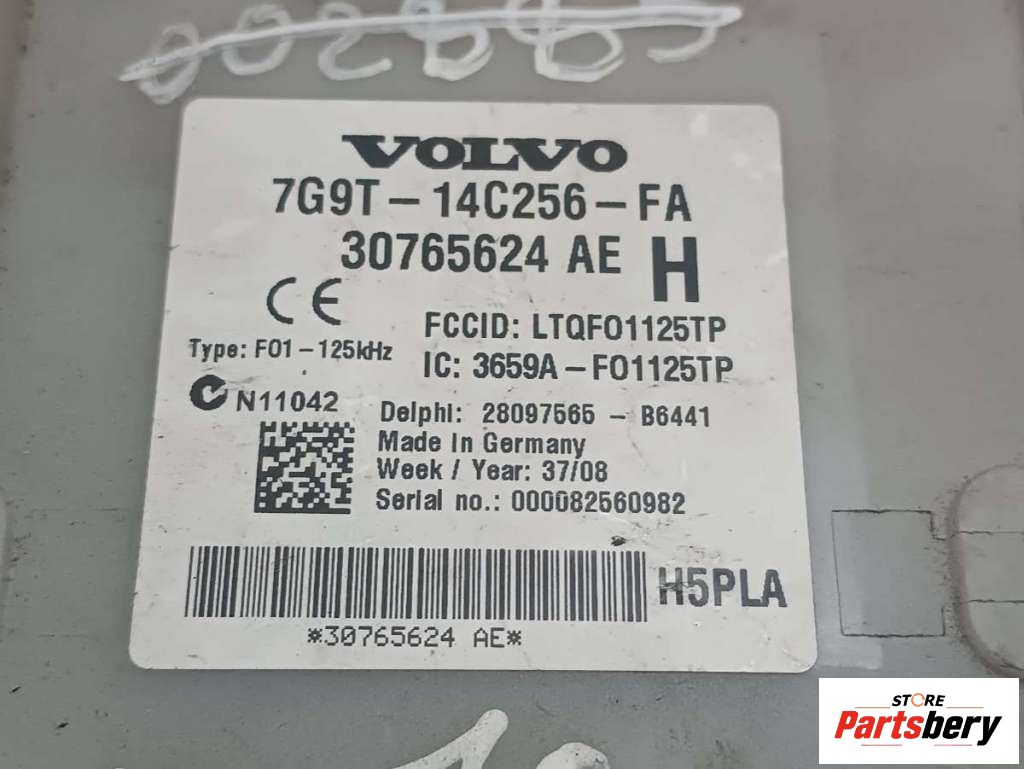 VOLVO
7G9T-14C256-FA
30765624 AE H
CE
FCCID: LTQF01125TP
Type: F01-125kHz
IC: 3659A-F01125TP
N11042
Delphi: 28097565 - B6441
Made In Germany
Week / Year: 37/08
Serial no.: 000082560982
H5PLA
*30765624 AE*
STORE
Partsbery